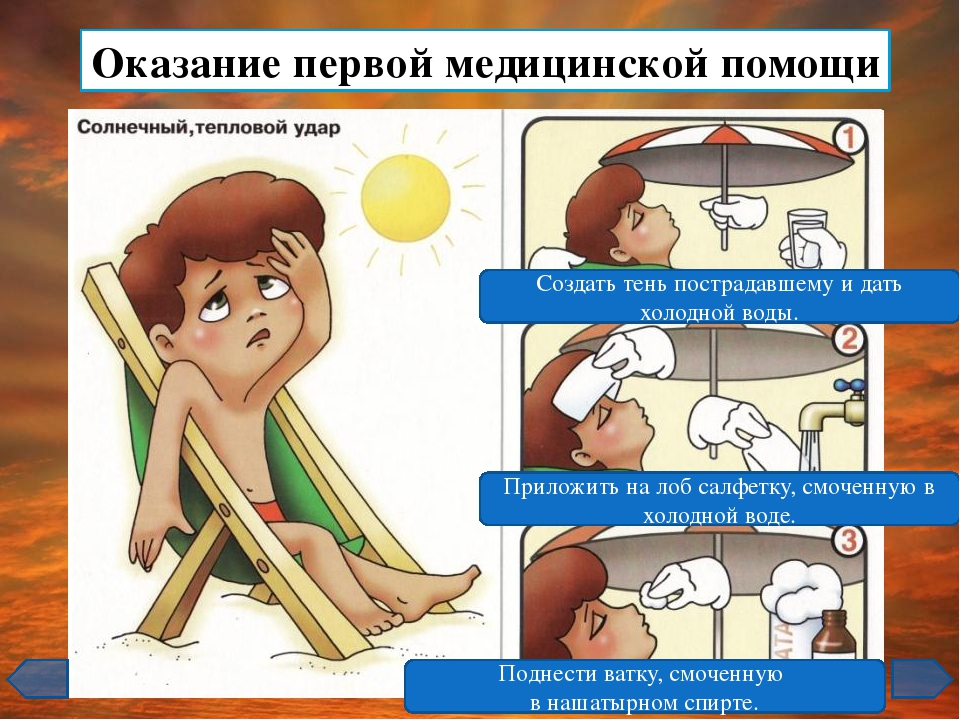 Оказание первой медицинской помощи
Солнечный,тепловой удар
1
Создать тень пострадавшему и дать
холодной воды.
2
Приложить на лоб салфетку, смоченную в
холодной воде.
3
АТА
Поднести ватку, смоченную
в нашатырном спирте.